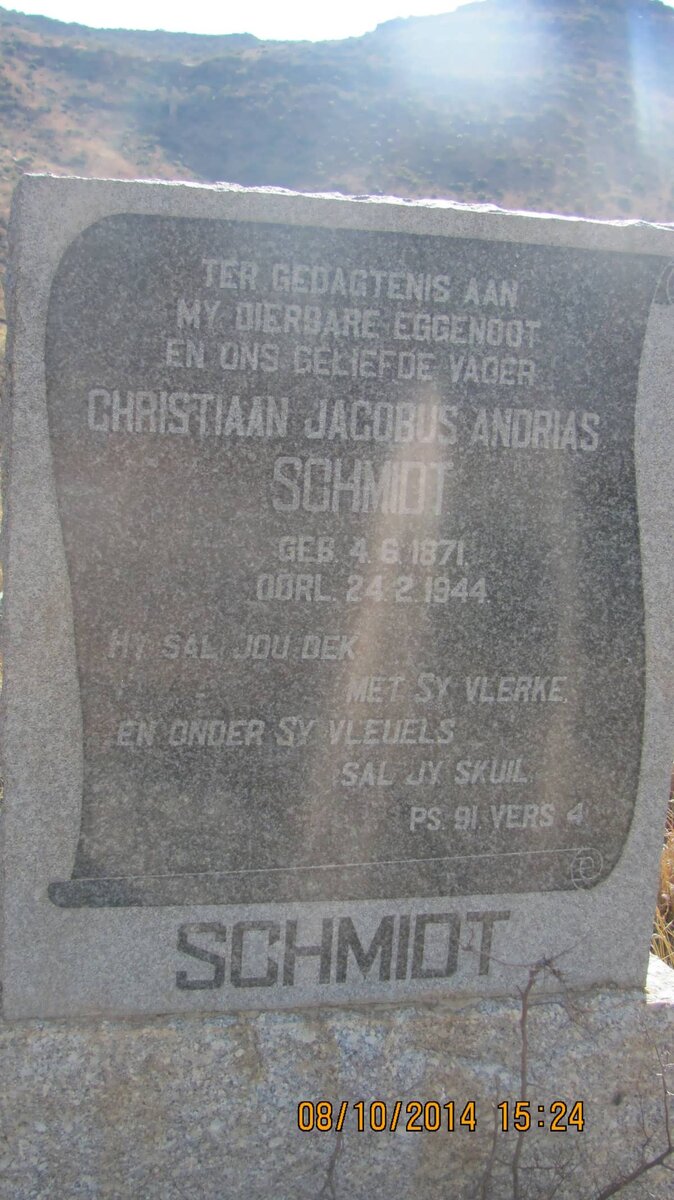 TER GEDAGTENIS AAN
MY DIERBARE EGGENOOT
EN ONS GELIEFDE VADER
CHRISTIAAN JACOBUS ANDRIAS
SCHMIDT
GEB. 4. 6. 1871.
OORL. 24. 2. 1944.
HY SAL JOU DEK
MET SY VLERKE,
EN ONDER SY VLEUELS
SAL JY SKUIL.
PS. 91 VERS 4
SCHMIDT
08/10/2014 15:24